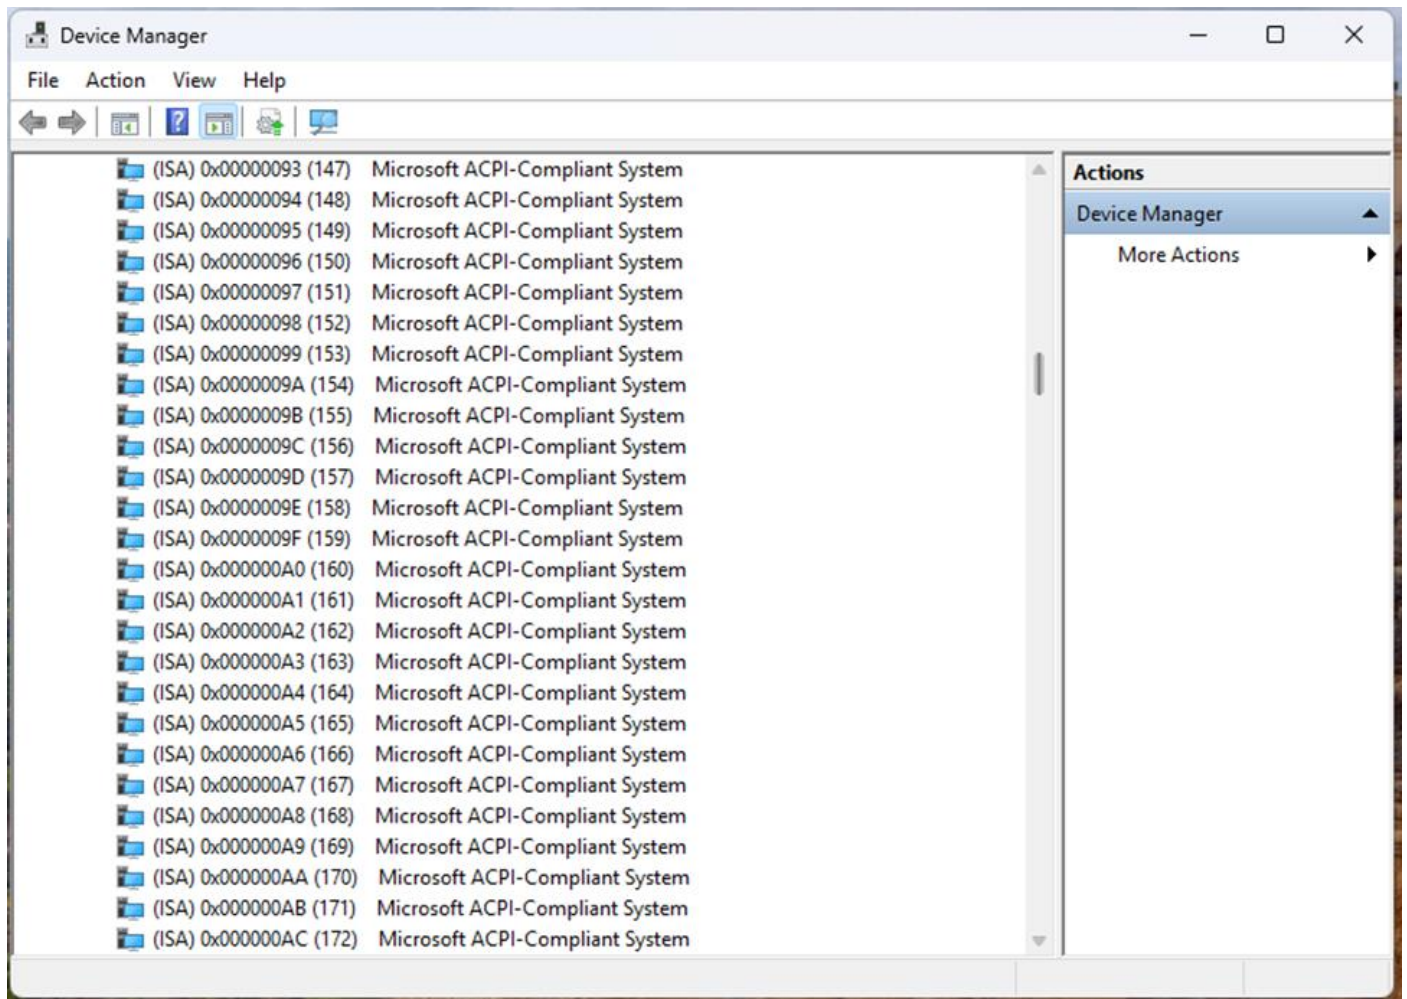 Device Manager
File Action View Help
(ISA) 0x00000093 (147) Microsoft ACPI-Compliant System
(ISA) 0x00000094 (148) Microsoft ACPI-Compliant System
(ISA) 0x00000095 (149) Microsoft ACPI-Compliant System
(ISA) 0x00000096 (150) Microsoft ACPI-Compliant System
(ISA) 0x00000097 (151) Microsoft ACPI-Compliant System
(ISA) 0x00000098 (152) Microsoft ACPI-Compliant System
(ISA) 0x00000099 (153) Microsoft ACPI-Compliant System
(ISA) 0x0000009A (154) Microsoft ACPI-Compliant System
(ISA) 0x0000009B (155) Microsoft ACPI-Compliant System
(ISA) 0x0000009C (156) Microsoft ACPI-Compliant System
(ISA) 0x0000009D (157) Microsoft ACPI-Compliant System
(ISA) 0x0000009E (158) Microsoft ACPI-Compliant System
(ISA) 0x0000009F (159) Microsoft ACPI-Compliant System
(ISA) 0x000000A0 (160) Microsoft ACPI-Compliant System
(ISA) 0x000000A1 (161) Microsoft ACPI-Compliant System
(ISA) 0x000000A2 (162) Microsoft ACPI-Compliant System
(ISA) 0x000000A3 (163) Microsoft ACPI-Compliant System
(ISA) 0x000000A4 (164) Microsoft ACPI-Compliant System
(ISA) 0x000000A5 (165) Microsoft ACPI-Compliant System
(ISA) 0x000000A6 (166) Microsoft ACPI-Compliant System
(ISA) 0x000000A7 (167) Microsoft ACPI-Compliant System
(ISA) 0x000000A8 (168) Microsoft ACPI-Compliant System
(ISA) 0x000000A9 (169) Microsoft ACPI-Compliant System
(ISA) 0x000000AA (170) Microsoft ACPI-Compliant System
(ISA) 0x000000AB (171) Microsoft ACPI-Compliant System
(ISA) 0x000000AC (172) Microsoft ACPI-Compliant System
Actions
Device Manager
More Actions